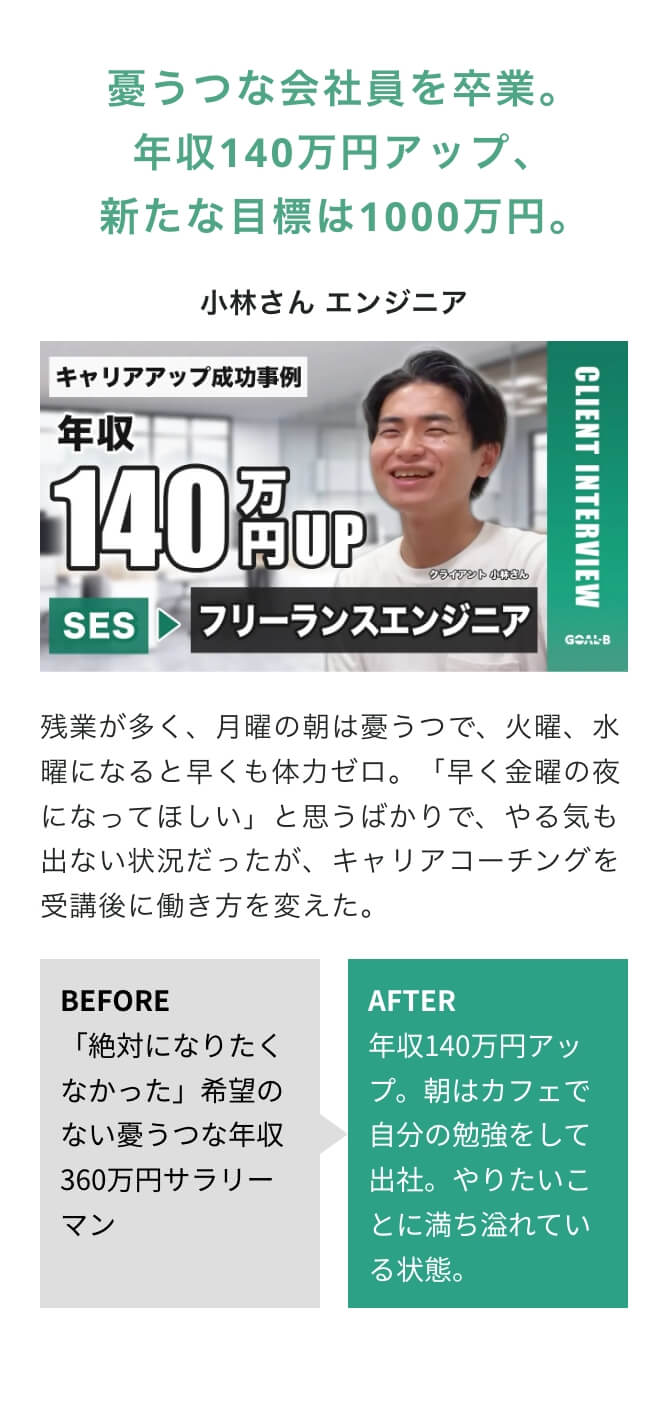 憂うつな会社員を卒業。
年収140万円アップ、
新たな目標は1000万円。
小林さん エンジニア
キャリアアップ成功事例
年収
140万円UP
クライアント 小林さん
SES
フリーランスエンジニア
CLIENT INTERVIEW
GOAL-B
残業が多く、月曜の朝は憂うつで、火曜、水
曜になると早くも体力ゼロ。「早く金曜の夜
になってほしい」と思うばかりで、やる気も
出ない状況だったが、キャリアコーチングを
受講後に働き方を変えた。
BEFORE
「絶対になりたく
なかった」希望の
ない憂うつな年収
360万円サラリー
マン
AFTER
年収140万円アッ
プ。朝はカフェで
自分の勉強をして
出社。やりたいこ
とに満ち溢れてい
る状態。